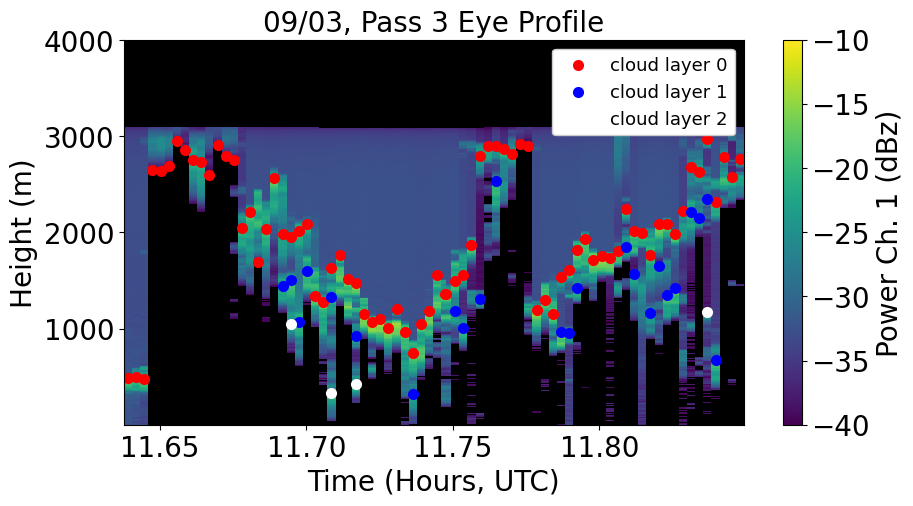 09/03, Pass 3 Eye Profile
4000
3000
2000
1000
Height (m)
cloud layer 0
cloud layer 1
cloud layer 2
11.65
11.70
11.75
11.80
Time (Hours, UTC)
−10
−15
−20
−25
−30
−35
−40
Power Ch. 1 (dBz)